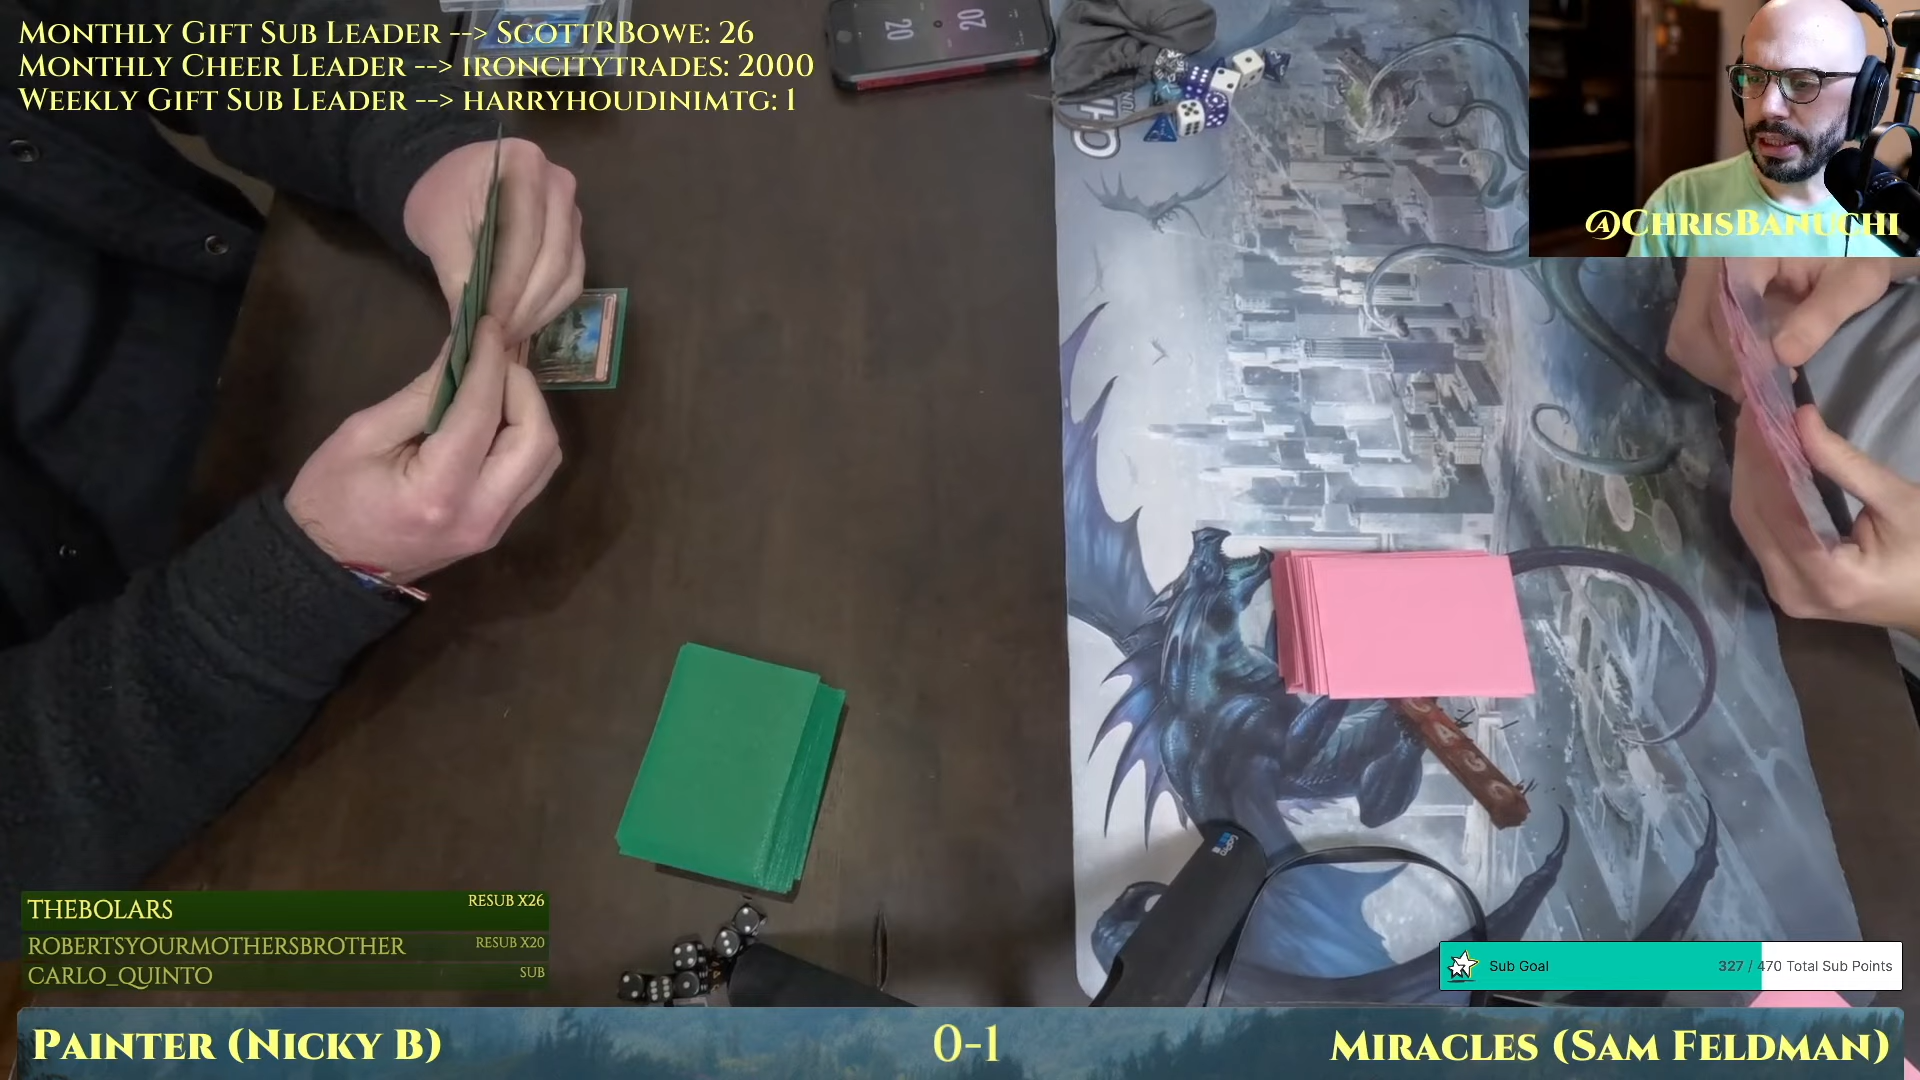 Monthly Gift Sub Leader --> ScottRBowe: 26
Monthly Cheer Leader --> ironcitytrades: 2000
Weekly Gift Sub Leader --> harryhoudinimtg: 1
20
20
@ChrisBanuchi
THEBOLARS RESUB X26
ROBERTSYOURMOTHERSBROTHER RESUB X20
CARLO_QUINTO SUB
Sub Goal 327 / 470 Total Sub Points
Painter (Nicky B) 0-1 Miracles (Sam Feldman)